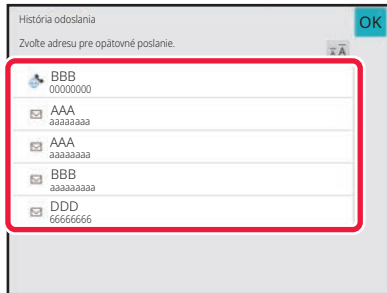 História odoslania
OK
Zvoľte adresu pre opätovné poslanie.
A A
BBB
00000000
AAA
aaaaaaaa
AAA
aaaaaaaa
BBB
aaaaaaaaa
DDD
66666666